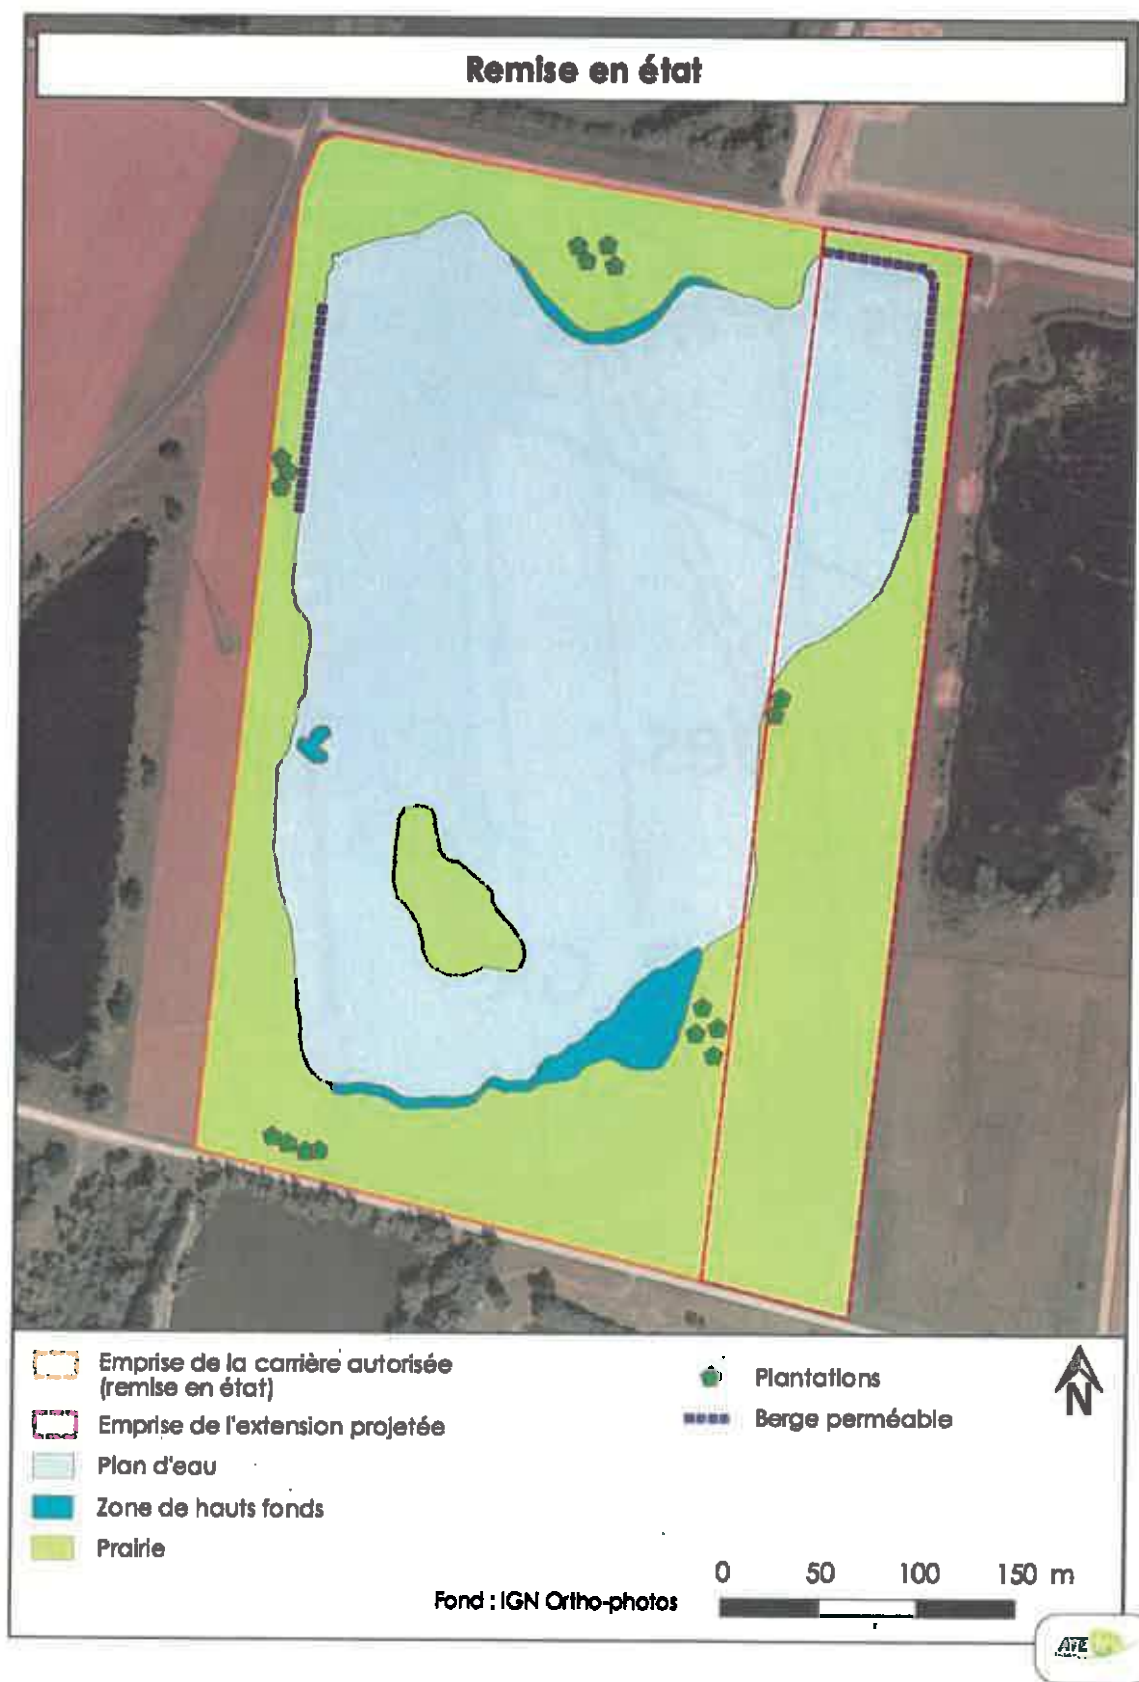 Remise en état
Emprise de la carrière autorisée
(remise en état)
Emprise de l'extension projetée
Plan d'eau
Zone de hauts fonds
Prairie
Plantations
Berge perméable
N
0 50 100 150 m
Fond : IGN Ortho-photos
ATE